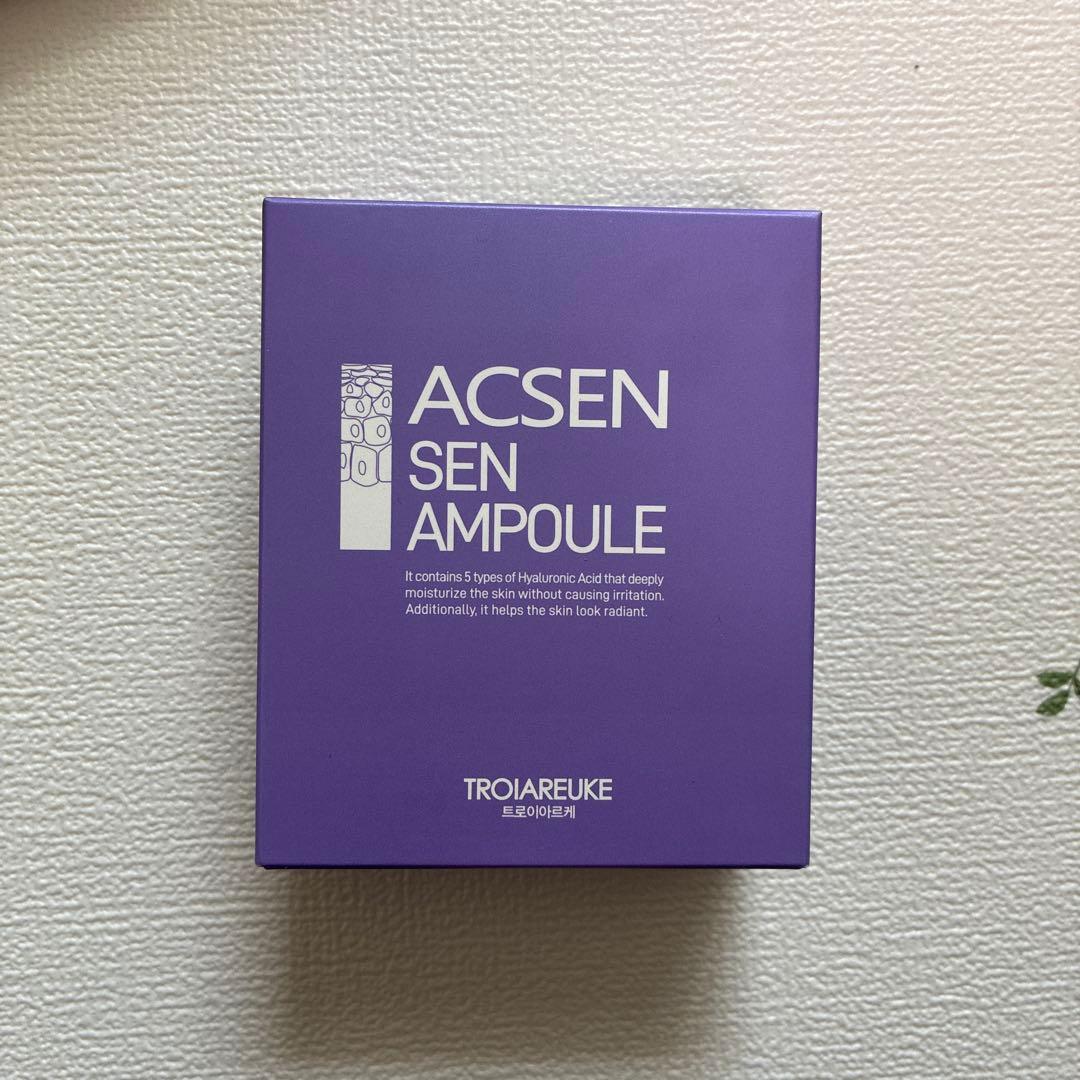 ACSEN
SEN
AMPOULE
It contains 5 types of Hyaluronic Acid that deeply
moisturize the skin without causing irritation.
Additionally, it helps the skin look radiant.
TROIAREUKE
트로이아르케